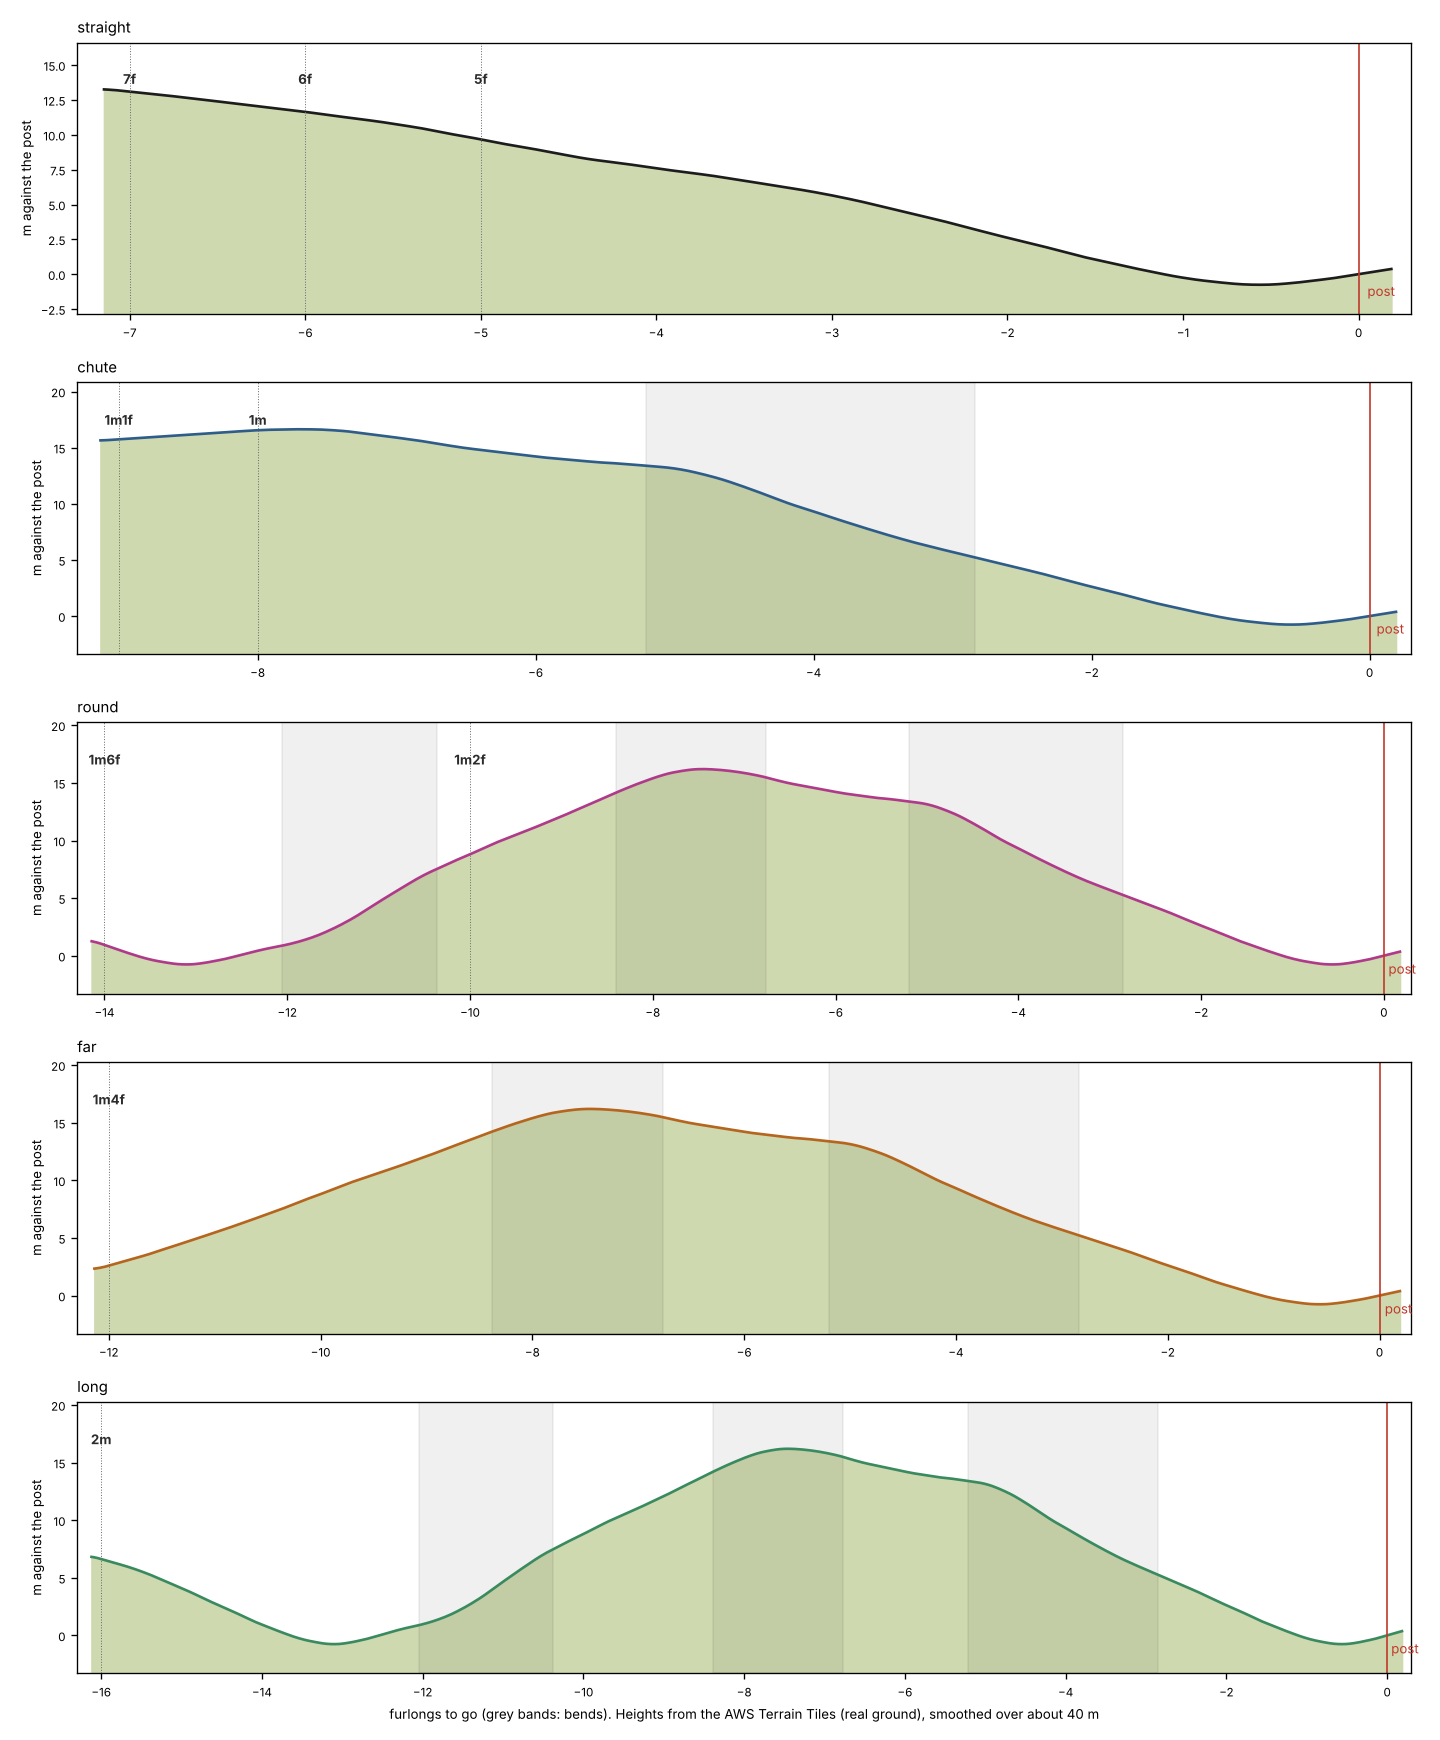 straight
15.0
12.5
10.0
7.5
5.0
2.5
0.0
−2.5
m against the post
7f
6f
5f
post
−7
−6
−5
−4
−3
−2
−1
0
chute
20
15
10
5
0
m against the post
1m1f
1m
post
−8
−6
−4
−2
0
round
20
15
10
5
0
m against the post
1m6f
1m2f
post
−14
−12
−10
−8
−6
−4
−2
0
far
20
15
10
5
0
m against the post
1m4f
post
−12
−10
−8
−6
−4
−2
0
long
20
15
10
5
0
m against the post
2m
post
−16
−14
−12
−10
−8
−6
−4
−2
0
furlongs to go (grey bands: bends). Heights from the AWS Terrain Tiles (real ground), smoothed over about 40 m